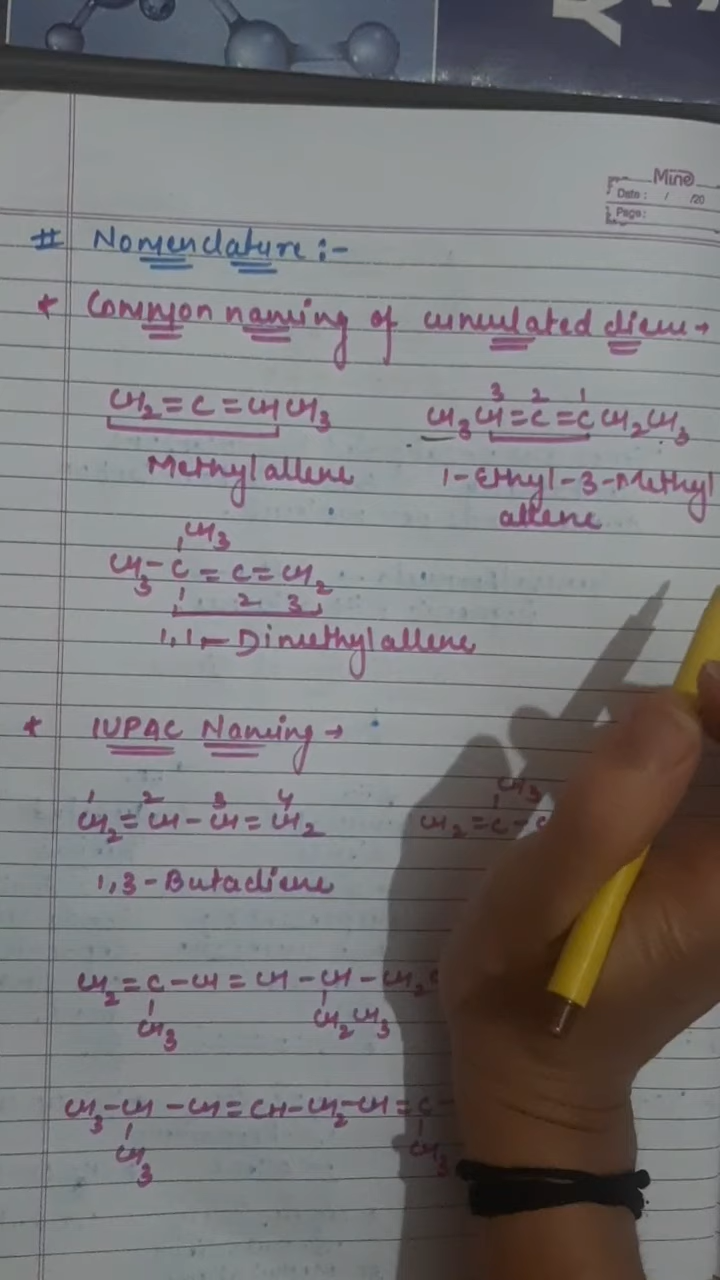 Y
Mine
Date : / /20
Page:
# Nomenclature :-
* Common naming of cumulated diene →
CH₂=C=CHCH₃
3 2 1
CH₃CH=C=CCH₂CH₃
Methylallene
1-Ethyl-3-Methyl
allene
CH₃
CH₃-C=C=CH₂
1 2 3
1,1-Dimethylallene
* IUPAC Naming →
1 2 3 4
CH₂=CH-CH=CH₂
CH₃
CH₂=C-C
1,3-Butadiene
CH₂=C-CH=CH-CH-CH₂
CH₃ CH₂CH₃
CH₃-CH-CH=CH-CH₂-CH=C-
CH₃ CH₃